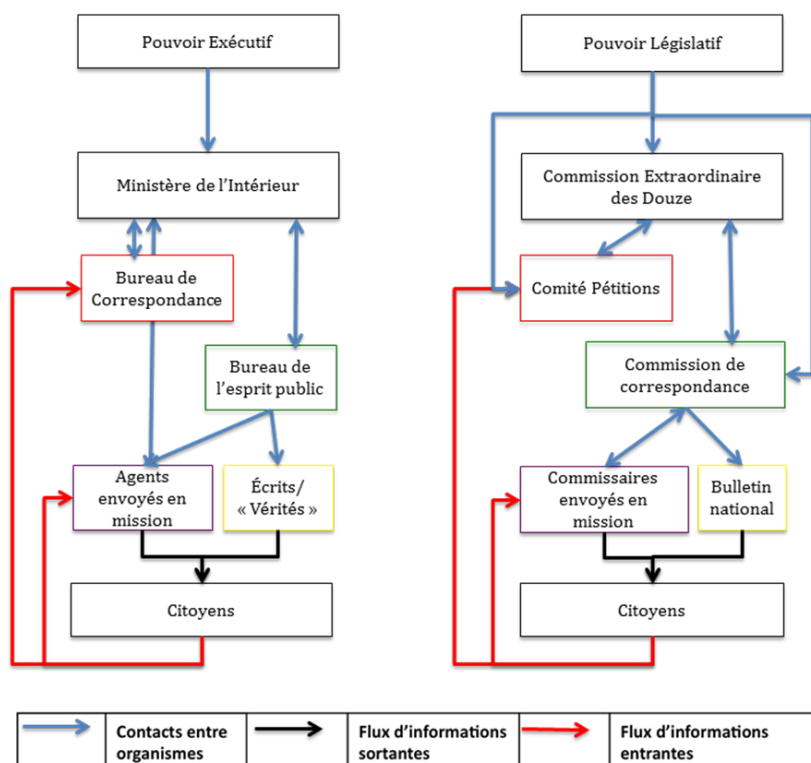 Pouvoir Exécutif
Pouvoir Législatif
Ministère de l'Intérieur
Commission Extraordinaire
des Douze
Bureau de
Correspondance
Comité Pétitions
Bureau de
l'esprit public
Commission de
correspondance
Agents
envoyés en
mission
Écrits/
« Vérités »
Commissaires
envoyés en
mission
Bulletin
national
Citoyens
Citoyens
Contacts entre
organismes
Flux d'informations
sortantes
Flux d'informations
entrantes